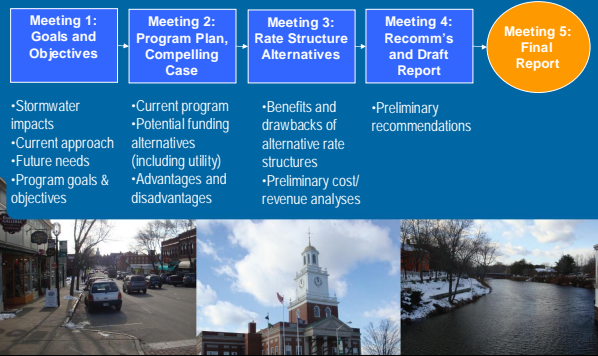 Meeting 1:
Goals and
Objectives
Meeting 2:
Program Plan,
Compelling
Case
Meeting 3:
Rate Structure
Alternatives
Meeting 4:
Recomm's
and Draft
Report
Meeting 5:
Final
Report
•Stormwater
impacts
•Current approach
•Future needs
•Program goals &
objectives
•Current program
•Potential funding
alternatives
(including utility)
•Advantages and
disadvantages
•Benefits and
drawbacks of
alternative rate
structures
•Preliminary cost/
revenue analyses
•Preliminary
recommendations